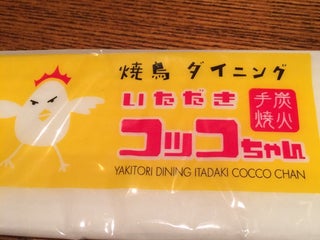 焼鳥 ダイニング
いただき
炭火
手焼
コッコちゃん
YAKITORI DINING ITADAKI COCCO CHAN